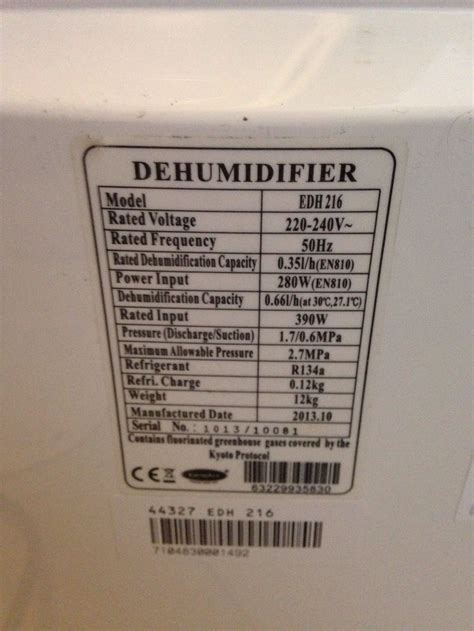 DEHUMIDIFIER
Model EDH 216
Rated Voltage 220-240V~
Rated Frequency 50Hz
Rated Dehumidification Capacity 0.35l/h(EN810)
Power Input 280W(EN810)
Dehumidification Capacity 0.66l/h(at 30℃,27.1℃)
Rated Input 390W
Pressure (Discharge/Suction) 1.7/0.6MPa
Maximum Allowable Pressure 2.7MPa
Refrigerant R134a
Refri. Charge 0.12kg
Weight 12kg
Manufactured Date 2013.10
Serial No.: 1013/10081
Contains fluorinated greenhouse gases covered by the
Kyoto Protocol
CE
63229935830
44327 EDH 216
7104830001492